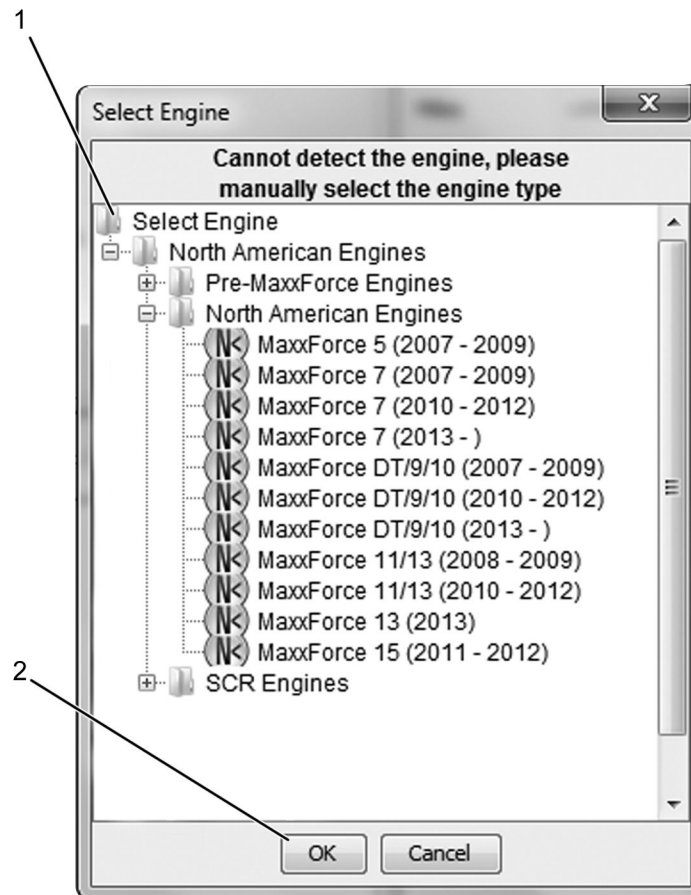 1
Select Engine
Cannot detect the engine, please
manually select the engine type
Select Engine
North American Engines
Pre-MaxxForce Engines
North American Engines
MaxxForce 5 (2007 - 2009)
MaxxForce 7 (2007 - 2009)
MaxxForce 7 (2010 - 2012)
MaxxForce 7 (2013 - )
MaxxForce DT/9/10 (2007 - 2009)
MaxxForce DT/9/10 (2010 - 2012)
MaxxForce DT/9/10 (2013 - )
MaxxForce 11/13 (2008 - 2009)
MaxxForce 11/13 (2010 - 2012)
MaxxForce 13 (2013)
MaxxForce 15 (2011 - 2012)
2
SCR Engines
OK Cancel